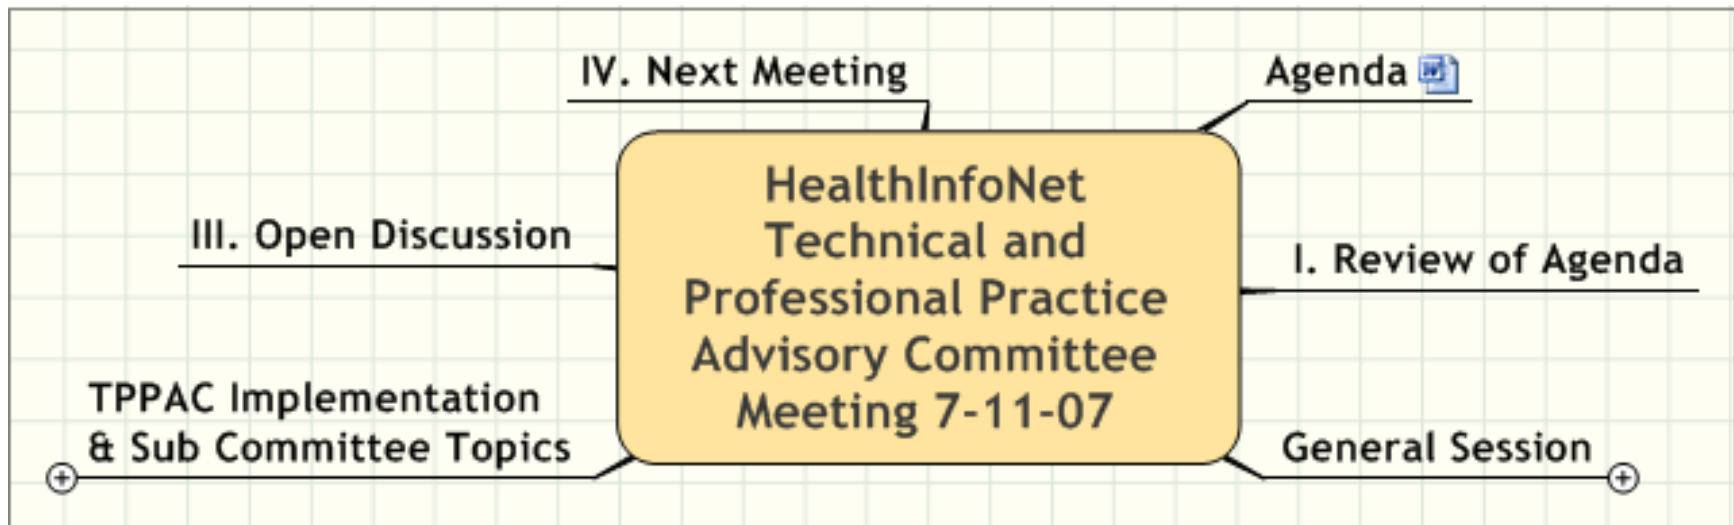 IV. Next Meeting
Agenda
HealthInfoNet
Technical and
Professional Practice
Advisory Committee
Meeting 7-11-07
III. Open Discussion
I. Review of Agenda
TPPAC Implementation
& Sub Committee Topics
General Session